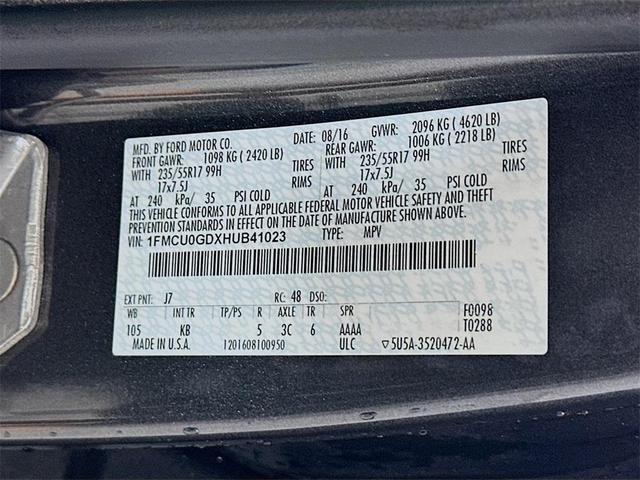 MFD. BY FORD MOTOR CO. DATE: 08/16 GVWR: 2096 KG ( 4620 LB)
FRONT GAWR: 1098 KG ( 2420 LB) REAR GAWR: 1006 KG ( 2218 LB)
WITH 235/55R17 99H TIRES WITH 235/55R17 99H TIRES
17x7.5J RIMS 17x7.5J RIMS
AT 240 kPa/ 35 PSI COLD AT 240 kPa/ 35 PSI COLD
THIS VEHICLE CONFORMS TO ALL APPLICABLE FEDERAL MOTOR VEHICLE SAFETY AND THEFT
PREVENTION STANDARDS IN EFFECT ON THE DATE OF MANUFACTURE SHOWN ABOVE.
VIN: 1FMCU0GDXHUB41023 TYPE: MPV
EXT PNT: J7 RC: 48 DSO: F0098
WB INT TR TP/PS R AXLE TR SPR T0288
105 KB 5 3C 6 AAAA
MADE IN U.S.A. 1201608100950 ULC ▽5U5A-3520472-AA